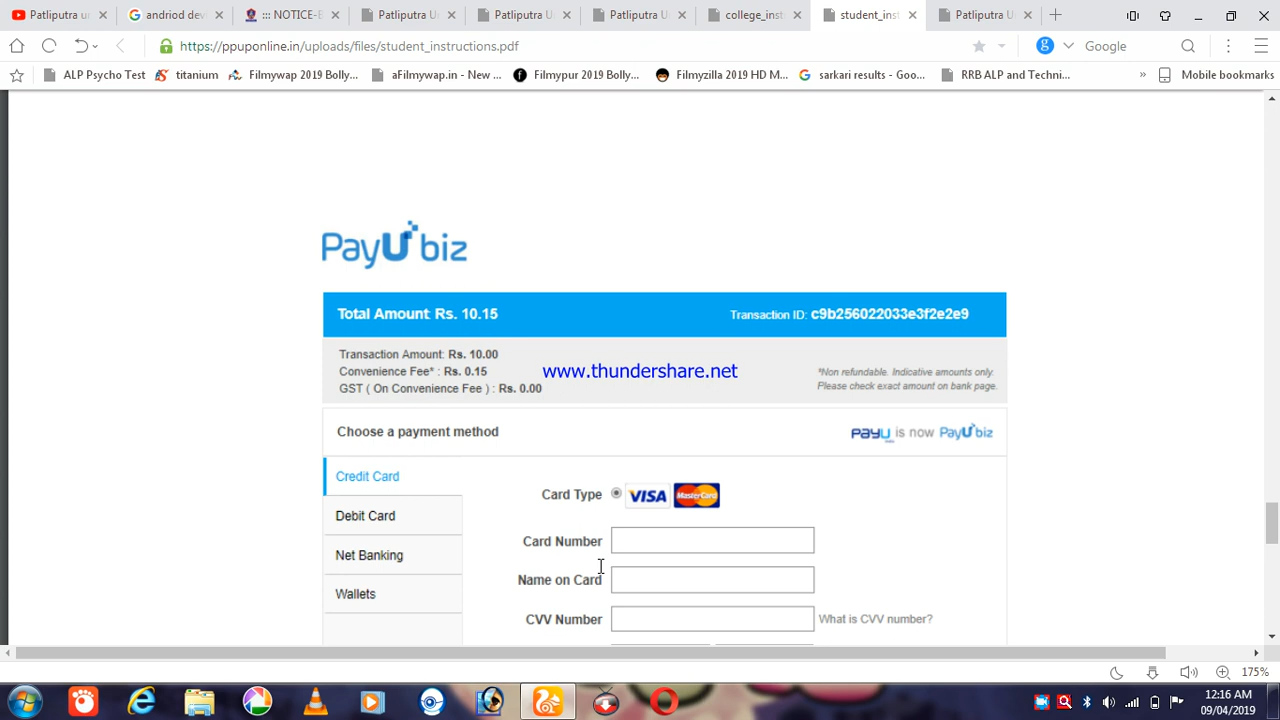 Patliputra un
andriod dev
::: NOTICE-B
Patliputra Un
Patliputra U
Patliputra U
college_inst
student_inst
Patliputra U
https://ppuponline.in/uploads/files/student_instructions.pdf
Google
ALP Psycho Test
titanium
Filmywap 2019 Bolly...
aFilmywap.in - New ...
Filmypur 2019 Bolly...
Filmyzilla 2019 HD M...
sarkari results - Goo...
RRB ALP and Techni...
»
Mobile bookmarks
PayU biz
Total Amount: Rs. 10.15
Transaction ID: c9b256022033e3f2e2e9
Transaction Amount: Rs. 10.00
Convenience Fee* : Rs. 0.15
GST ( On Convenience Fee ) : Rs. 0.00
www.thundershare.net
*Non refundable. Indicative amounts only.
Please check exact amount on bank page.
Choose a payment method
PayU is now PayU biz
Credit Card
Debit Card
Net Banking
Wallets
Card Type
VISA
MasterCard
Card Number
Name on Card
CVV Number
What is CVV number?
175%
12:16 AM
09/04/2019